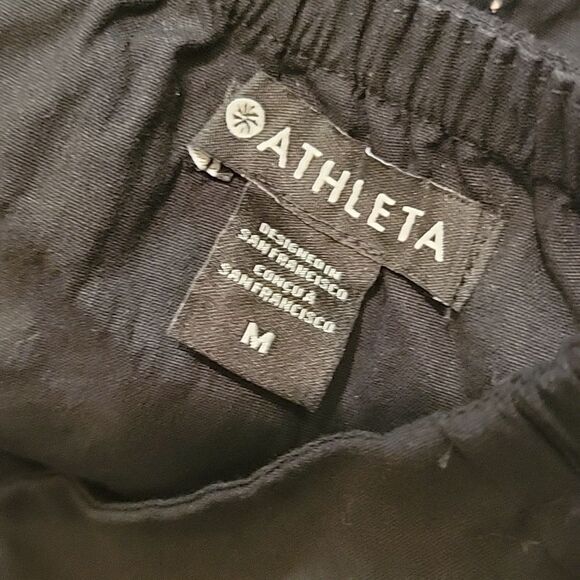 ATHLETA
DESIGNED IN
SAN FRANCISCO
CONÇU À
SAN FRANCISCO
M